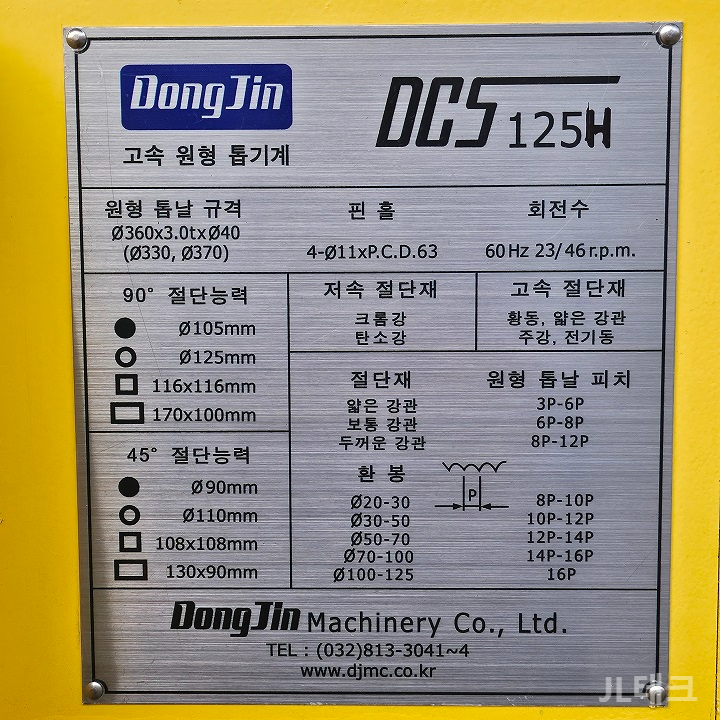 DongJin
DCS 125H
고속 원형 톱기계
원형 톱날 규격
Ø360x3.0txØ40
(Ø330, Ø370)
핀 홀
4-Ø11xP.C.D.63
회전수
60Hz 23/46r.p.m.
90° 절단능력
Ø105mm
Ø125mm
116x116mm
170x100mm
45° 절단능력
Ø90mm
Ø110mm
108x108mm
130x90mm
저속 절단재
크롬강
탄소강
고속 절단재
황동, 얇은 강관
주강, 전기동
절단재 원형 톱날 피치
얇은 강관 3P-6P
보통 강관 6P-8P
두꺼운 강관 8P-12P
환 봉
P
Ø20-30 8P-10P
Ø30-50 10P-12P
Ø50-70 12P-14P
Ø70-100 14P-16P
Ø100-125 16P
DongJin Machinery Co., Ltd.
TEL : (032)813-3041~4
www.djmc.co.kr
JL테크